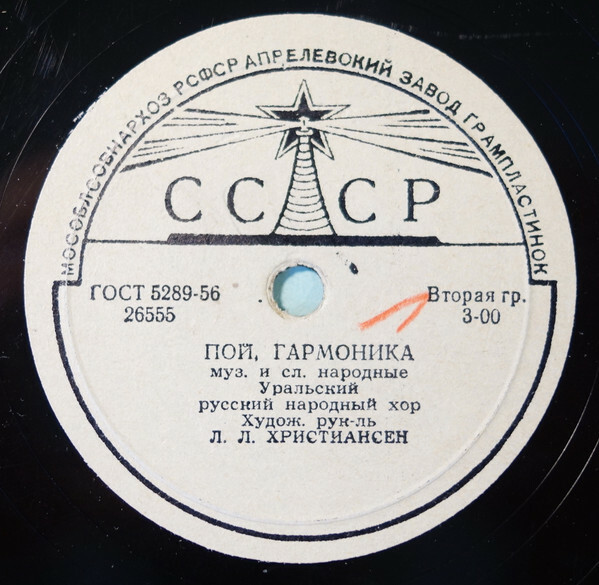 МОСОБЛСОВНАРХОЗ РСФСР АПРЕЛЕВСКИЙ ЗАВОД ГРАМПЛАСТИНОК
СССР
ГОСТ 5289-56
26555
Вторая гр.
3-00
ПОЙ, ГАРМОНИКА
муз. и сл. народные
Уральский
русский народный хор
Худож. рук-ль
Л. Л. ХРИСТИАНСЕН